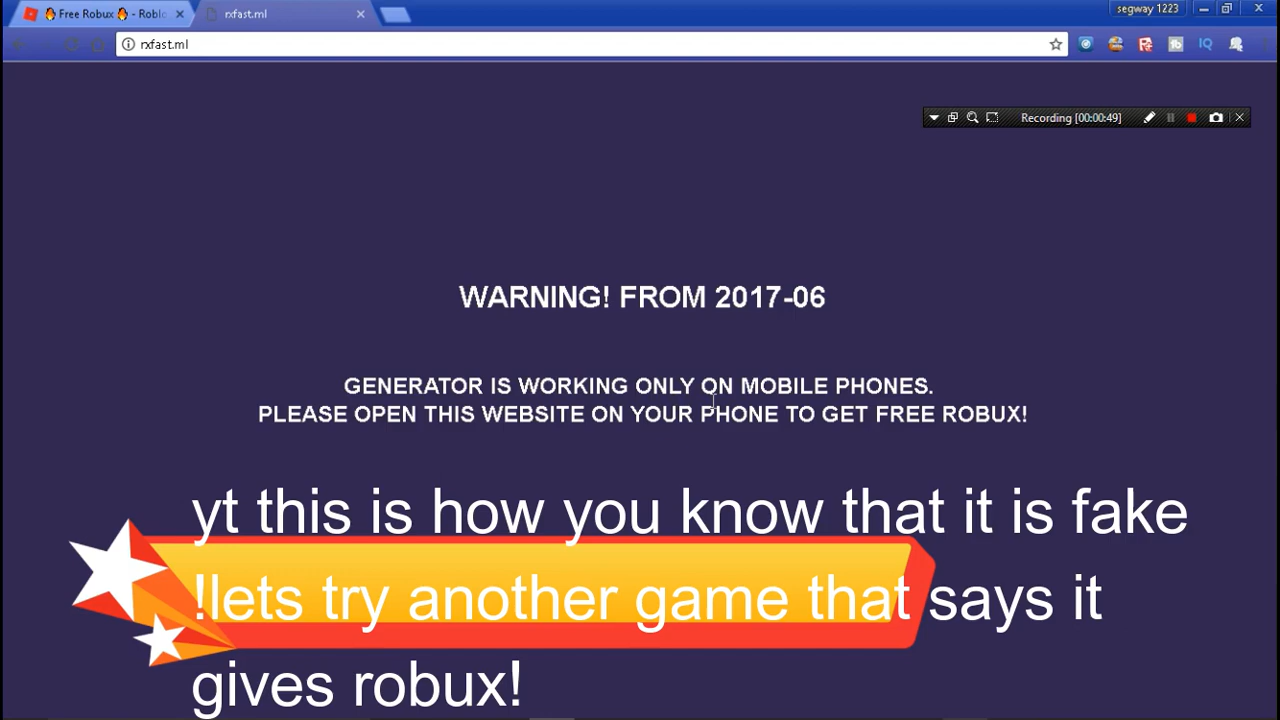 🔥 Free Robux 🔥 - Roblo
rxfast.ml
segway 1223
rxfast.ml
Recording [00:00:49]
WARNING! FROM 2017-06
GENERATOR IS WORKING ONLY ON MOBILE PHONES.
PLEASE OPEN THIS WEBSITE ON YOUR PHONE TO GET FREE ROBUX!
yt this is how you know that it is fake
!lets try another game that says it
gives robux!